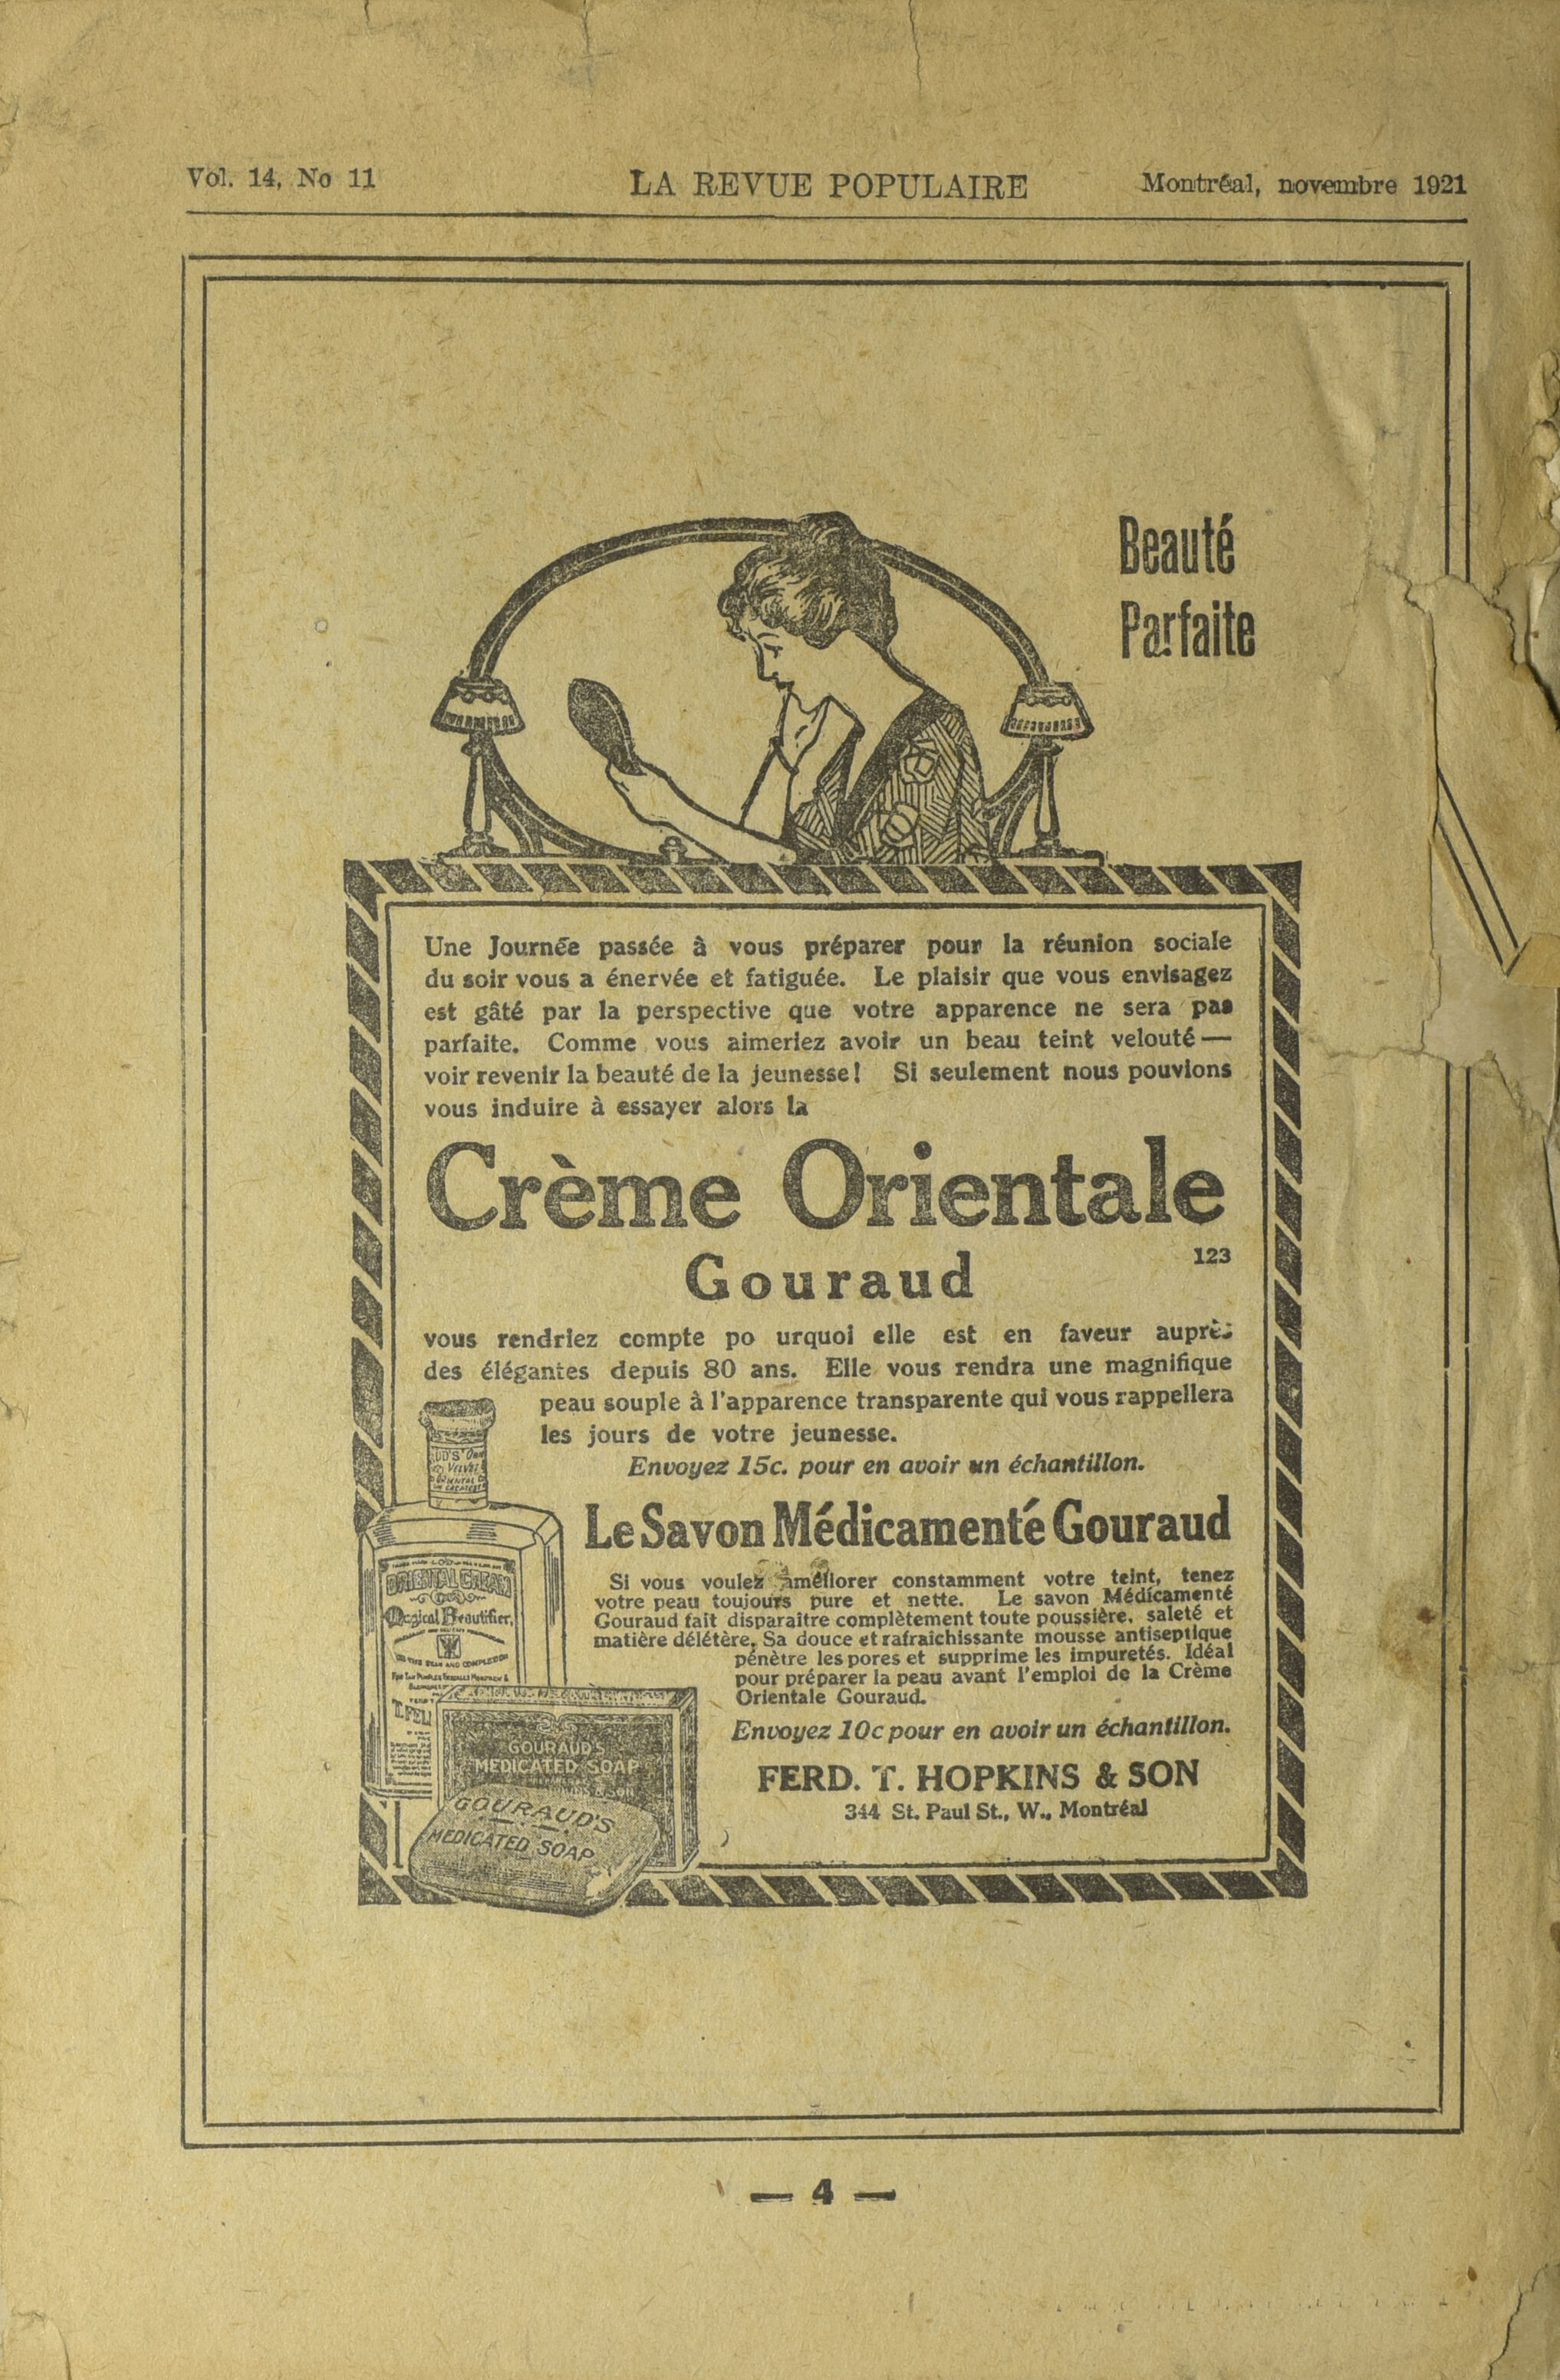 Vol. 14, No 11 LA REVUE POPULAIRE Montréal, novembre 1921
Beauté
Parfaite
Une Journée passée à vous préparer pour la réunion sociale
du soir vous a énervée et fatiguée. Le plaisir que vous envisagez
est gâté par la perspective que votre apparence ne sera pas
parfaite. Comme vous aimeriez avoir un beau teint velouté—
voir revenir la beauté de la jeunesse! Si seulement nous pouvions
vous induire à essayer alors la
Crème Orientale
Gouraud
123
vous rendriez compte po urquoi elle est en faveur auprès
des élégantes depuis 80 ans. Elle vous rendra une magnifique
peau souple à l'apparence transparente qui vous rappellera
les jours de votre jeunesse.
Envoyez 15c. pour en avoir un échantillon.
Le Savon Médicamenté Gouraud
Si vous voulez améliorer constamment votre teint, tenez
votre peau toujours pure et nette. Le savon Médicamenté
Gouraud fait disparaître complètement toute poussière, saleté et
matière délétère. Sa douce et rafraîchissante mousse antiseptique
pénètre les pores et supprime les impuretés. Idéal
pour préparer la peau avant l'emploi de la Crème
Orientale Gouraud.
Envoyez 10c pour en avoir un échantillon.
FERD. T. HOPKINS & SON
344 St. Paul St., W., Montréal
ORIENTAL CREAM
Magical Beautifier,
GOURAUD'S
MEDICATED SOAP
GOURAUD'S
MEDICATED SOAP
— 4 —